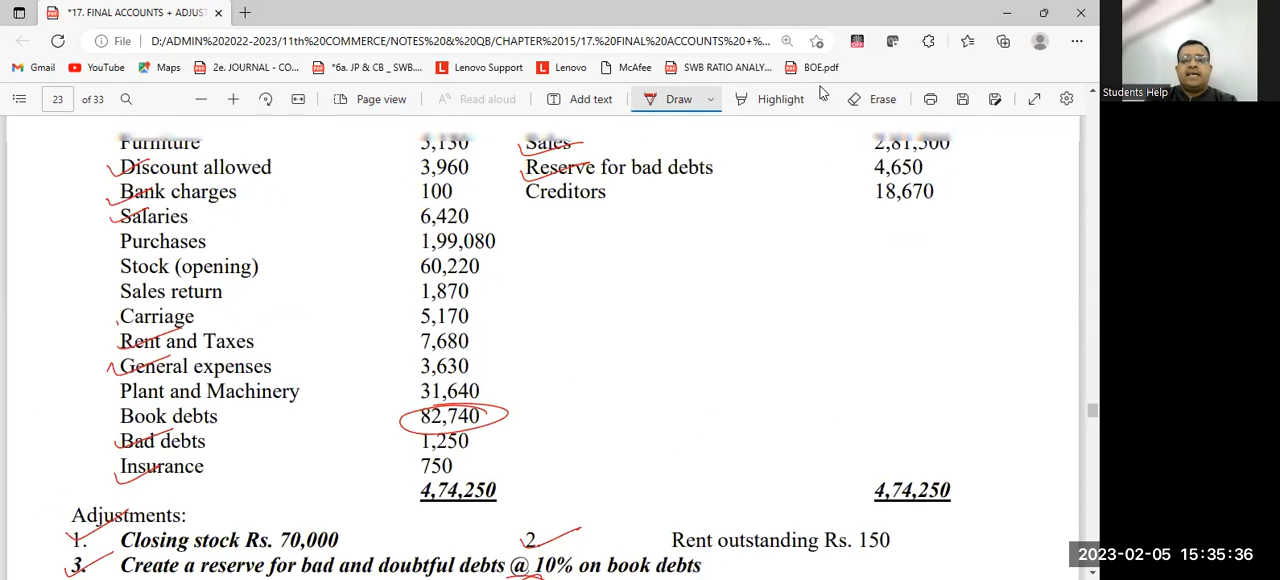 *17. FINAL ACCOUNTS + ADJUST
File D:/ADMIN%202022-2023/11th%20COMMERCE/NOTES%20&%20QB/CHAPTER%2015/17.%20FINAL%20ACCOUNTS%20+%...
Gmail YouTube Maps 2e. JOURNAL - CO... *6a. JP & CB _ SWB.... Lenovo Support Lenovo McAfee SWB RATIO ANALY... BOE.pdf
Students Help
23 of 33 Page view Read aloud Add text Draw Highlight Erase
Furniture 5,130 Sales 2,81,500
Discount allowed 3,960 Reserve for bad debts 4,650
Bank charges 100 Creditors 18,670
Salaries 6,420
Purchases 1,99,080
Stock (opening) 60,220
Sales return 1,870
Carriage 5,170
Rent and Taxes 7,680
General expenses 3,630
Plant and Machinery 31,640
Book debts 82,740
Bad debts 1,250
Insurance 750
4,74,250 4,74,250
Adjustments:
1. Closing stock Rs. 70,000 2. Rent outstanding Rs. 150
3. Create a reserve for bad and doubtful debts @ 10% on book debts
2023-02-05 15:35:36